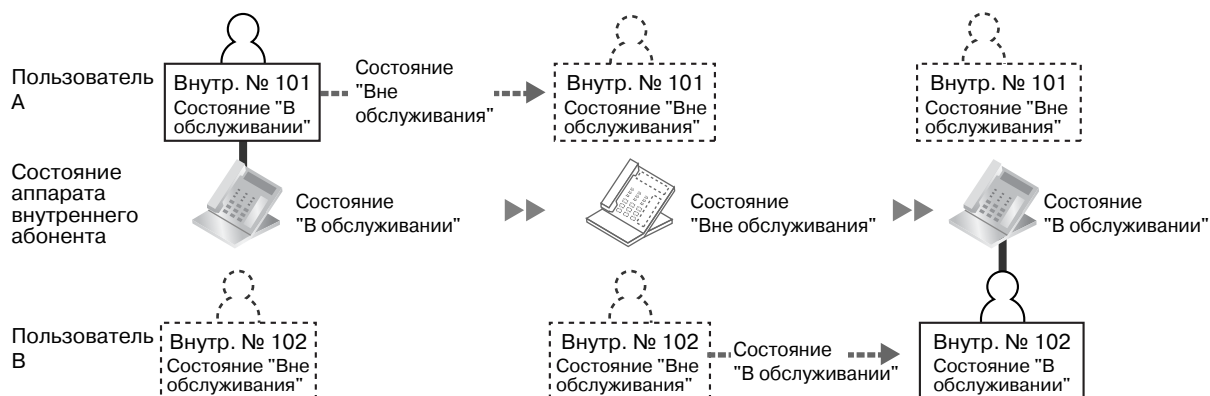 Пользователь
А
Внутр. № 101
Состояние "В
обслуживании"
Состояние
"Вне
обслуживания"
Внутр. № 101
Состояние "Вне
обслуживания"
Внутр. № 101
Состояние "Вне
обслуживания"
Состояние
аппарата
внутреннего
абонента
Состояние
"В обслуживании"
Состояние
"Вне обслуживания"
Состояние
"В обслуживании"
Пользователь
В
Внутр. № 102
Состояние "Вне
обслуживания"
Внутр. № 102
Состояние "Вне
обслуживания"
Состояние
"В обслуживании"
Внутр. № 102
Состояние "В
обслуживании"